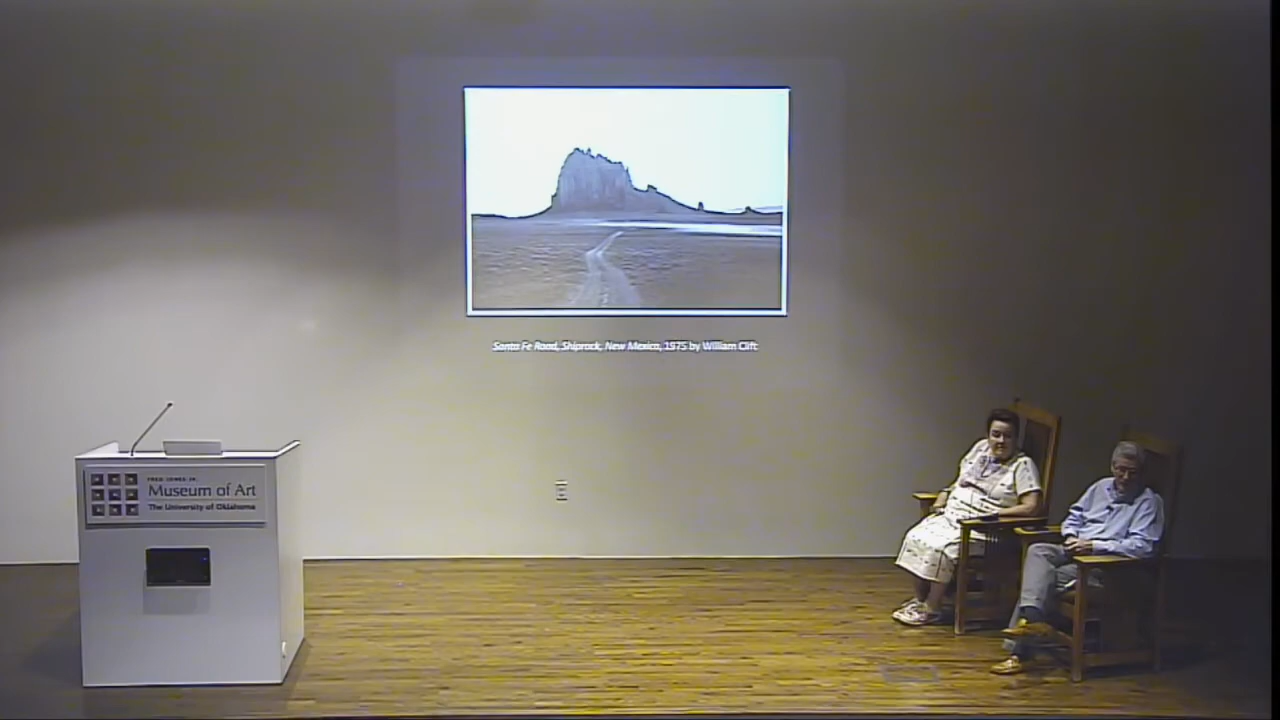 Santa Fe Road, Shiprock, New Mexico, 1975 by William Clift
FRED JONES JR.
Museum of Art
The University of Oklahoma